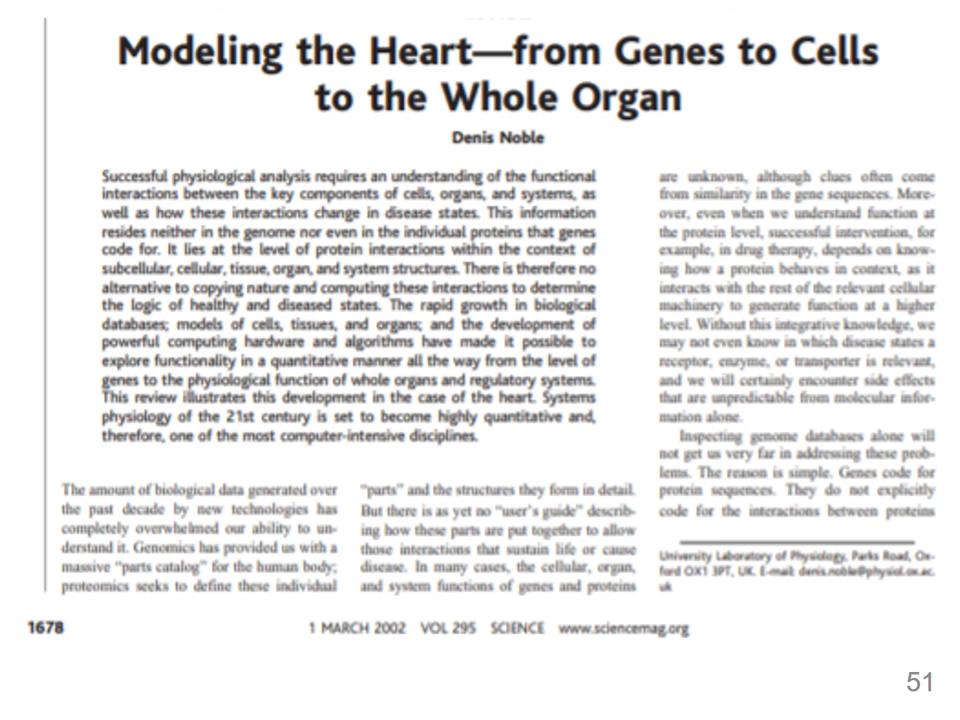 Modeling the Heart—from Genes to Cells
to the Whole Organ
Denis Noble
Successful physiological analysis requires an understanding of the functional
interactions between the key components of cells, organs, and systems, as
well as how these interactions change in disease states. This information
resides neither in the genome nor even in the individual proteins that genes
code for. It lies at the level of protein interactions within the context of
subcellular, cellular, tissue, organ, and system structures. There is therefore no
alternative to copying nature and computing these interactions to determine
the logic of healthy and diseased states. The rapid growth in biological
databases; models of cells, tissues, and organs; and the development of
powerful computing hardware and algorithms have made it possible to
explore functionality in a quantitative manner all the way from the level of
genes to the physiological function of whole organs and regulatory systems.
This review illustrates this development in the case of the heart. Systems
physiology of the 21st century is set to become highly quantitative and,
therefore, one of the most computer-intensive disciplines.
The amount of biological data generated over
the past decade by new technologies has
completely overwhelmed our ability to un-
derstand it. Genomics has provided us with a
massive “parts catalog” for the human body;
proteomics seeks to define these individual
“parts” and the structures they form in detail.
But there is as yet no “user's guide” describ-
ing how these parts are put together to allow
those interactions that sustain life or cause
disease. In many cases, the cellular, organ,
and system functions of genes and proteins
are unknown, although clues often come
from similarity in the gene sequences. More-
over, even when we understand function at
the protein level, successful intervention, for
example, in drug therapy, depends on know-
ing how a protein behaves in context, as it
interacts with the rest of the relevant cellular
machinery to generate function at a higher
level. Without this integrative knowledge, we
may not even know in which disease states a
receptor, enzyme, or transporter is relevant,
and we will certainly encounter side effects
that are unpredictable from molecular infor-
mation alone.
Inspecting genome databases alone will
not get us very far in addressing these prob-
lems. The reason is simple. Genes code for
protein sequences. They do not explicitly
code for the interactions between proteins
University Laboratory of Physiology, Parks Road, Ox-
ford OX1 3PT, UK. E-mail: denis.noble@physiol.ox.ac.
uk
1678
1 MARCH 2002 VOL 295 SCIENCE www.sciencemag.org
51